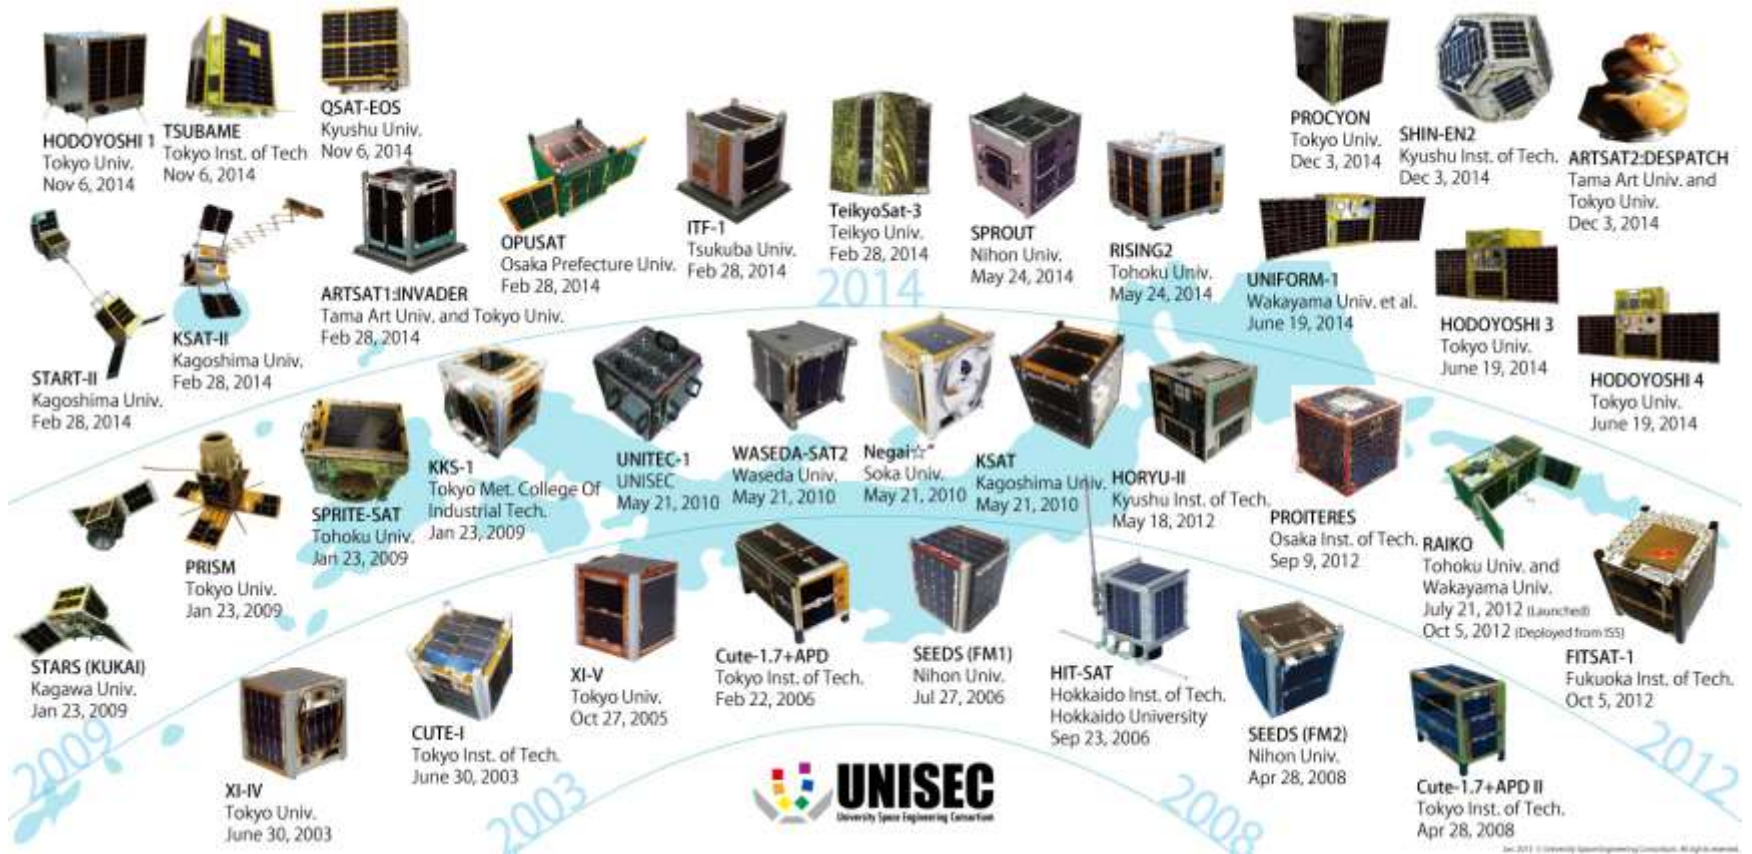 HODOYOSHI 1
Tokyo Univ.
Nov 6, 2014
TSUBAME
Tokyo Inst. of Tech
Nov 6, 2014
QSAT-EOS
Kyushu Univ.
Nov 6, 2014
PROCYON
Tokyo Univ.
Dec 3, 2014
SHIN-EN2
Kyushu Inst. of Tech.
Dec 3, 2014
ARTSAT2:DESPATCH
Tama Art Univ. and
Tokyo Univ.
Dec 3, 2014
START-II
Kagoshima Univ.
Feb 28, 2014
KSAT-II
Kagoshima Univ.
Feb 28, 2014
ARTSAT1:INVADER
Tama Art Univ. and Tokyo Univ.
Feb 28, 2014
OPUSAT
Osaka Prefecture Univ.
Feb 28, 2014
ITF-1
Tsukuba Univ.
Feb 28, 2014
TeikyoSat-3
Teikyo Univ.
Feb 28, 2014
SPROUT
Nihon Univ.
May 24, 2014
RISING2
Tohoku Univ.
May 24, 2014
UNIFORM-1
Wakayama Univ. et al.
June 19, 2014
HODOYOSHI 3
Tokyo Univ.
June 19, 2014
HODOYOSHI 4
Tokyo Univ.
June 19, 2014
2014
STARS (KUKAI)
Kagawa Univ.
Jan 23, 2009
PRISM
Tokyo Univ.
Jan 23, 2009
SPRITE-SAT
Tohoku Univ.
Jan 23, 2009
KKS-1
Tokyo Met. College Of
Industrial Tech.
Jan 23, 2009
UNITEC-1
UNISEC
May 21, 2010
WASEDA-SAT2
Waseda Univ.
May 21, 2010
Negai☆"
Soka Univ.
May 21, 2010
KSAT
Kagoshima Univ.
May 21, 2010
HORYU-II
Kyushu Inst. of Tech.
May 18, 2012
PROITERES
Osaka Inst. of Tech.
Sep 9, 2012
RAIKO
Tohoku Univ. and
Wakayama Univ.
July 21, 2012 (Launched)
Oct 5, 2012 (Deployed from ISS)
FITSAT-1
Fukuoka Inst. of Tech.
Oct 5, 2012
2009
2012
XI-IV
Tokyo Univ.
June 30, 2003
CUTE-I
Tokyo Inst. of Tech.
June 30, 2003
XI-V
Tokyo Univ.
Oct 27, 2005
Cute-1.7+APD
Tokyo Inst. of Tech.
Feb 22, 2006
SEEDS (FM1)
Nihon Univ.
Jul 27, 2006
HIT-SAT
Hokkaido Inst. of Tech.
Hokkaido University
Sep 23, 2006
SEEDS (FM2)
Nihon Univ.
Apr 28, 2008
Cute-1.7+APD II
Tokyo Inst. of Tech.
Apr 28, 2008
2003
2008
UNISEC
University Space Engineering Consortium